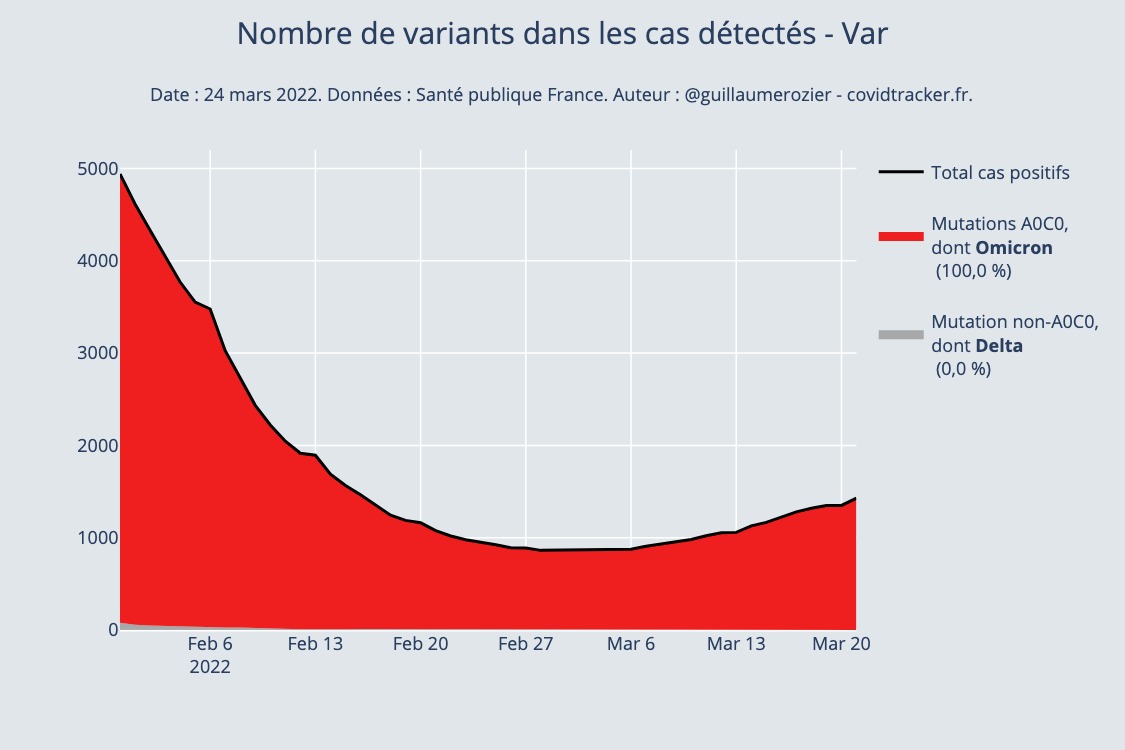 Nombre de variants dans les cas détectés - Var
Date : 24 mars 2022. Données : Santé publique France. Auteur : @guillaumerozier - covidtracker.fr.
5000
4000
3000
2000
1000
0
Feb 6
2022
Feb 13
Feb 20
Feb 27
Mar 6
Mar 13
Mar 20
Total cas positifs
Mutations A0C0,
dont Omicron
(100,0 %)
Mutation non-A0C0,
dont Delta
(0,0 %)